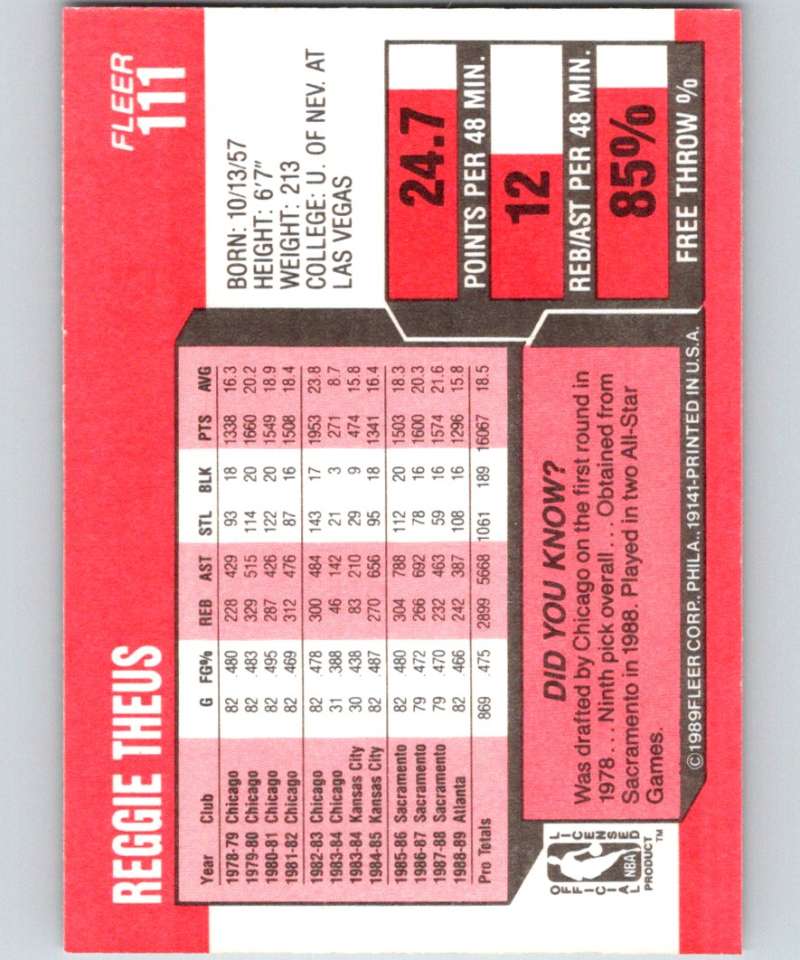 REGGIE THEUS
FLEER
111
BORN: 10/13/57
HEIGHT: 6'7"
WEIGHT: 213
COLLEGE: U. OF NEV. AT
LAS VEGAS
Year Club G FG% REB AST STL BLK PTS AVG
1978-79 Chicago 82 .480 228 429 93 18 1338 16.3
1979-80 Chicago 82 .483 329 515 114 20 1660 20.2
1980-81 Chicago 82 .495 287 426 122 20 1549 18.9
1981-82 Chicago 82 .469 312 476 87 16 1508 18.4
1982-83 Chicago 82 .478 300 484 143 17 1953 23.8
1983-84 Chicago 31 .388 46 142 21 3 271 8.7
1983-84 Kansas City 30 .438 83 210 29 9 474 15.8
1984-85 Kansas City 82 .487 270 656 95 18 1341 16.4
1985-86 Sacramento 82 .480 304 788 112 20 1503 18.3
1986-87 Sacramento 79 .472 266 692 78 16 1600 20.3
1987-88 Sacramento 79 .470 232 463 59 16 1574 21.6
1988-89 Atlanta 82 .466 242 387 108 16 1296 15.8
Pro Totals 869 .475 2899 5668 1061 189 16067 18.5
24.7
POINTS PER 48 MIN.
12
REB/AST PER 48 MIN.
85%
FREE THROW %
DID YOU KNOW?
Was drafted by Chicago on the first round in
1978 . . . Ninth pick overall . . . Obtained from
Sacramento in 1988. Played in two All-Star
Games.
OFFICIAL LICENSED
NBA
PRODUCT™
©1989 FLEER CORP., PHILA., 19141-PRINTED IN U.S.A.